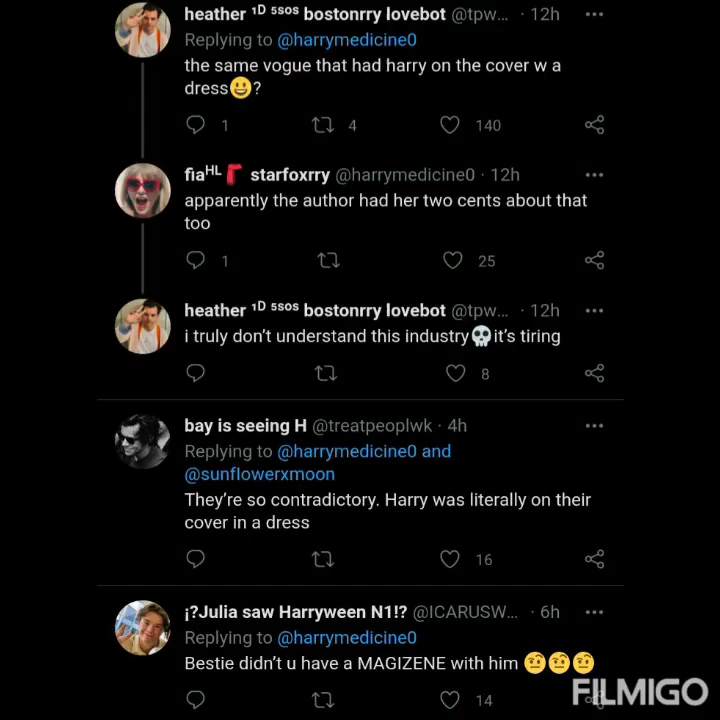 heather ¹ᴰ ⁵ˢᵒˢ bostonrry lovebot @tpw... · 12h
Replying to @harrymedicine0
the same vogue that had harry on the cover w a
dress😀?
1 4 140
fiaᴴᴸ starfoxrry @harrymedicine0 · 12h
apparently the author had her two cents about that
too
1 25
heather ¹ᴰ ⁵ˢᵒˢ bostonrry lovebot @tpw... · 12h
i truly don't understand this industry💀it's tiring
8
bay is seeing H @treatpeoplwk · 4h
Replying to @harrymedicine0 and
@sunflowerxmoon
They're so contradictory. Harry was literally on their
cover in a dress
16
¡?Julia saw Harryween N1!? @ICARUSW... · 6h
Replying to @harrymedicine0
Bestie didn't u have a MAGIZENE with him 🤨🤨🤨
14
FILMIGO